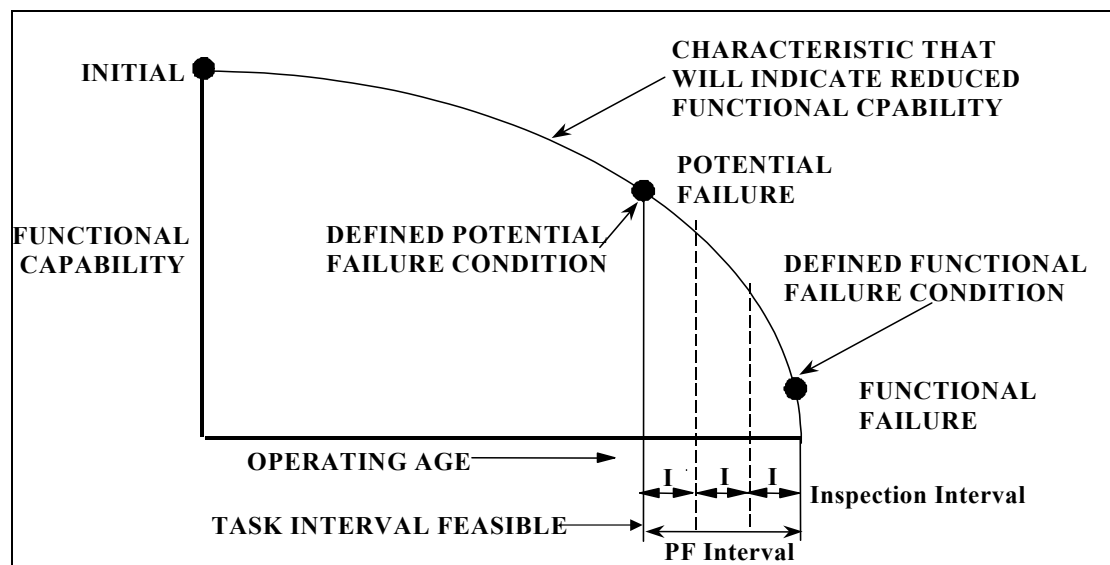 INITIAL
CHARACTERISTIC THAT
WILL INDICATE REDUCED
FUNCTIONAL CPABILITY
POTENTIAL
FAILURE
FUNCTIONAL
CAPABILITY
DEFINED POTENTIAL
FAILURE CONDITION
DEFINED FUNCTIONAL
FAILURE CONDITION
FUNCTIONAL
FAILURE
OPERATING AGE
I I I
Inspection Interval
TASK INTERVAL FEASIBLE
PF Interval